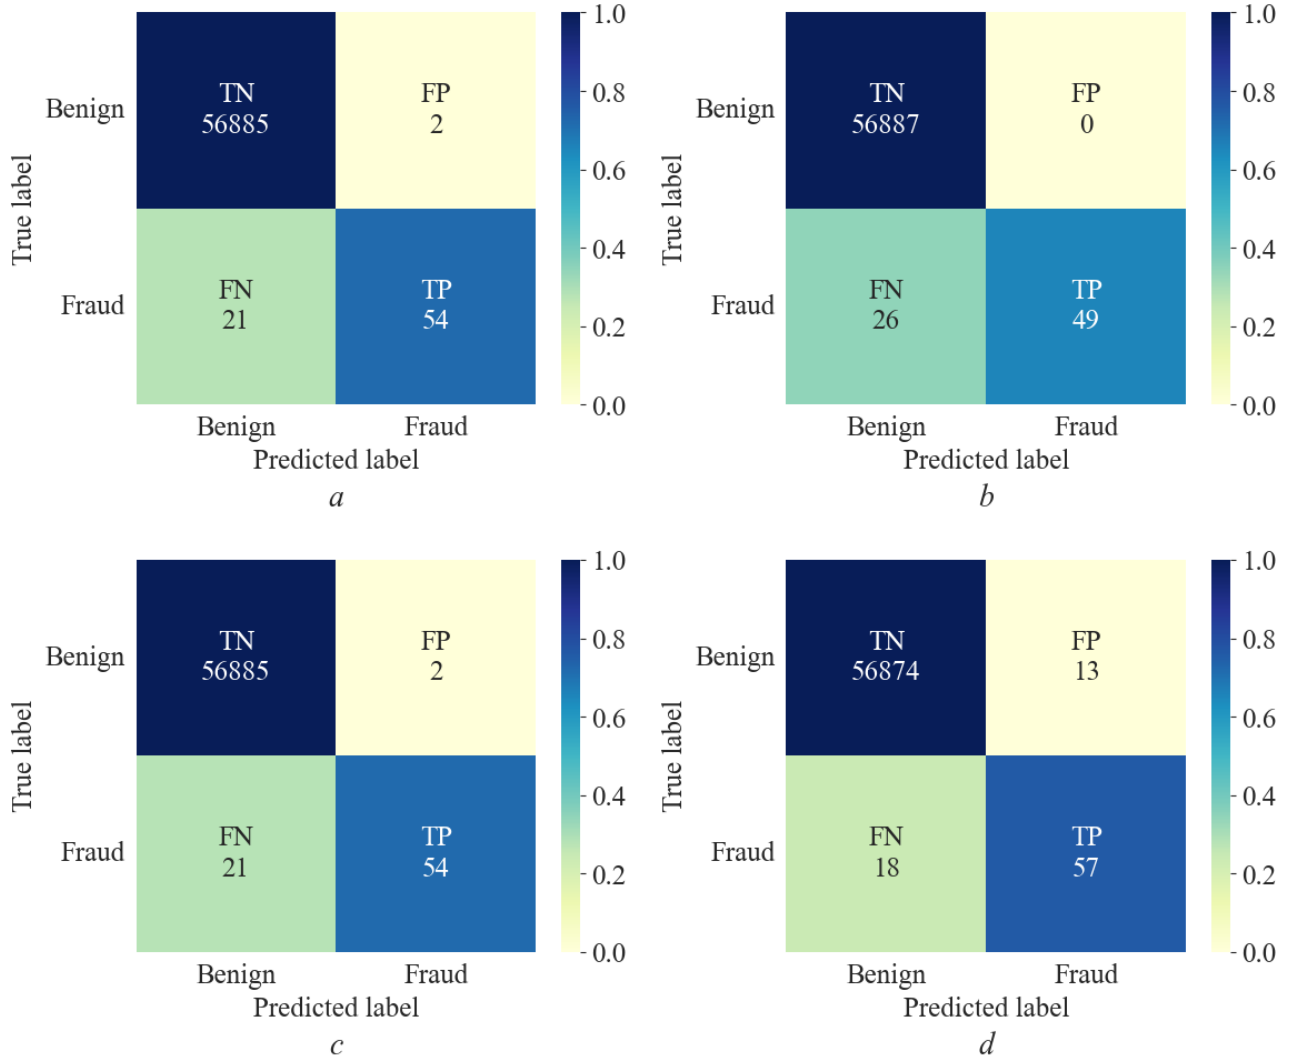 1.0
0.8
0.6
0.4
0.2
0.0
True label
Benign
Fraud
TN
56885
FP
2
FN
21
TP
54
Benign Fraud
Predicted label
a
1.0
0.8
0.6
0.4
0.2
0.0
True label
Benign
Fraud
TN
56887
FP
0
FN
26
TP
49
Benign Fraud
Predicted label
b
1.0
0.8
0.6
0.4
0.2
0.0
True label
Benign
Fraud
TN
56885
FP
2
FN
21
TP
54
Benign Fraud
Predicted label
c
1.0
0.8
0.6
0.4
0.2
0.0
True label
Benign
Fraud
TN
56874
FP
13
FN
18
TP
57
Benign Fraud
Predicted label
d